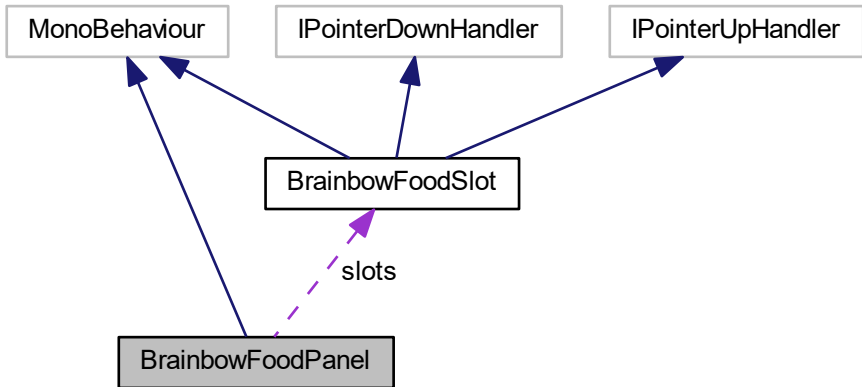 MonoBehaviour
IPointerDownHandler
IPointerUpHandler
BrainbowFoodSlot
slots
BrainbowFoodPanel